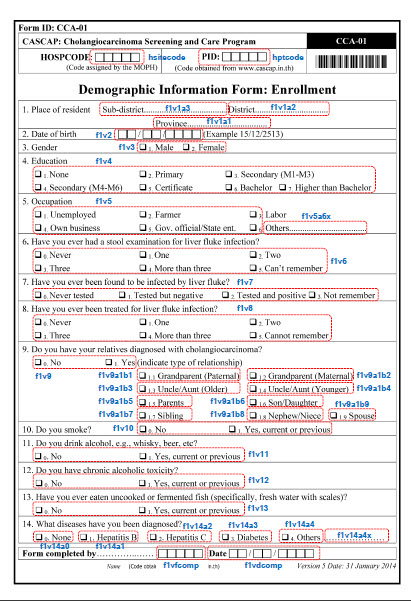 Form ID: CCA-01
CASCAP: Cholangiocarcinoma Screening and Care Program CCA-01
HOSPCODE: hsitecode PID: hptcode
(Code assigned by the MOPH) (Code obtained from www.cascap.in.th)
Demographic Information Form: Enrollment
1. Place of resident Sub-district f1v1a3 District f1v1a2
Province f1v1a1
2. Date of birth f1v2 / / (Example 15/12/2513)
3. Gender f1v3 1. Male 2. Female
4. Education f1v4
1. None 2. Primary 3. Secondary (M1-M3)
4. Secondary (M4-M6) 5. Certificate 6. Bachelor 7. Higher than Bachelor
5. Occupation f1v5
1. Unemployed 2. Farmer 3. Labor f1v5a6x
4. Own business 5. Gov. official/State ent. 6. Others
6. Have you ever had a stool examination for liver fluke infection?
0. Never 1. One 2. Two f1v6
3. Three 4. More than three 5. Can't remember
7. Have you ever been found to be infected by liver fluke? f1v7
0. Never tested 1. Tested but negative 2. Tested and positive 3. Not remember
8. Have you ever been treated for liver fluke infection? f1v8
0. Never 1. One 2. Two
3. Three 4. More than three 5. Cannot remember
9. Do you have your relatives diagnosed with cholangiocarcinoma?
0. No 1. Yes (indicate type of relationship)
f1v9 f1v9a1b1 1.1 Grandparent (Paternal) 1.2 Grandparent (Maternal) f1v9a1b2
f1v9a1b3 1.3 Uncle/Aunt (Older) 1.4 Uncle/Aunt (Younger) f1v9a1b4
f1v9a1b5 1.5 Parents f1v9a1b6 1.6 Son/Daughter f1v9a1b9
f1v9a1b7 1.7 Sibling f1v9a1b8 1.8 Nephew/Niece 1.9 Spouse
10. Do you smoke? f1v10 0. No 1. Yes, current or previous
11. Do you drink alcohol, e.g., whisky, beer, etc?
0. No 1. Yes, current or previous f1v11
12. Do you have chronic alcoholic toxicity?
0. No 1. Yes, current or previous f1v12
13. Have you ever eaten uncooked or fermented fish (specifically, fresh water with scales)?
0. No 1. Yes, current or previous f1v13
14. What diseases have you been diagnosed? f1v14a2 f1v14a3 f1v14a4
0. None 1. Hepatitis B 2. Hepatitis C 3. Diabetes 4. Others f1v14a4x
f1v14a0 f1v14a1
Form completed by Date / /
Name (Code obtai f1vfcomp in.th) f1vdcomp Version 5 Date: 31 January 2014